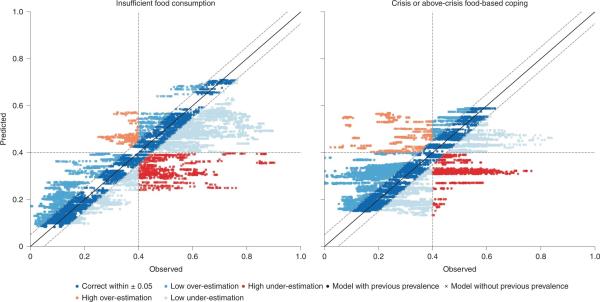 Insufficient food consumption
Crisis or above-crisis food-based coping
1.0
0.8
0.6
0.4
0.2
0
Predicted
0 0.2 0.4 0.6 0.8 1.0
Observed
0 0.2 0.4 0.6 0.8 1.0
Observed
Correct within ± 0.05
Low over-estimation
High under-estimation
Model with previous prevalence
× Model without previous prevalence
High over-estimation
Low under-estimation